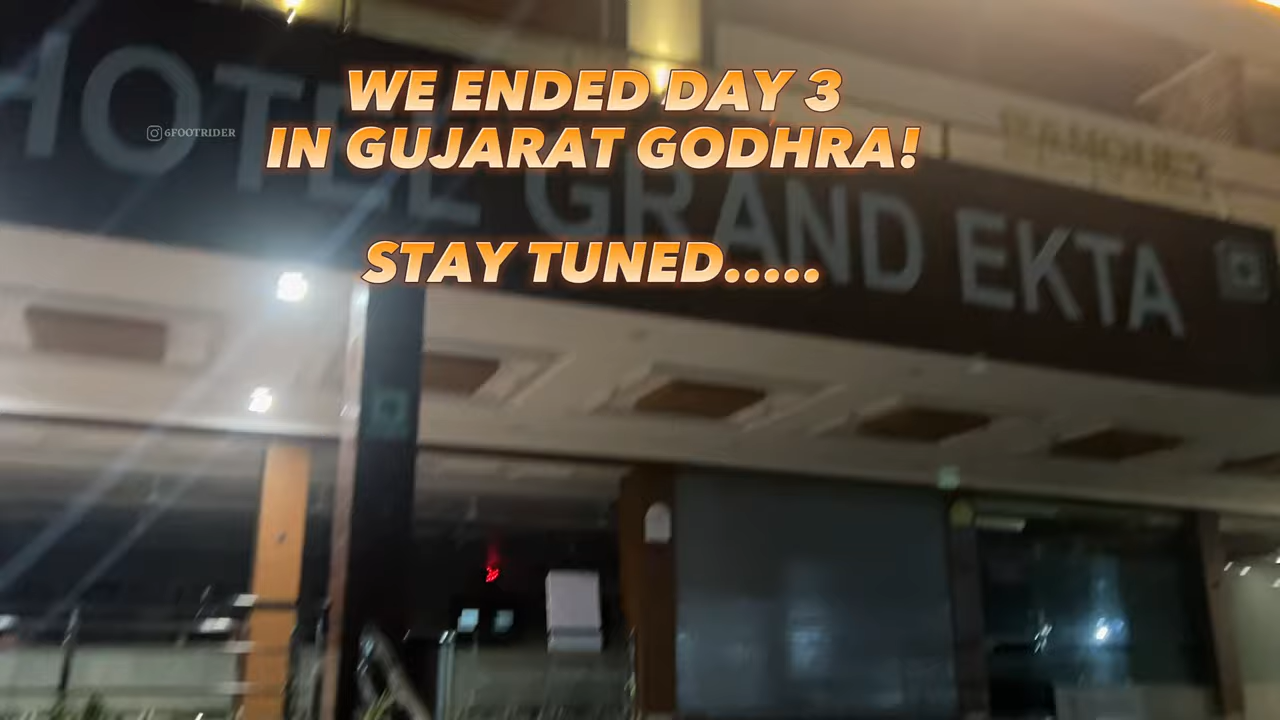 WE ENDED DAY 3
IN GUJARAT GODHRA!
6FOOTRIDER
HOTEL GRAND EKTA
STAY TUNED.....